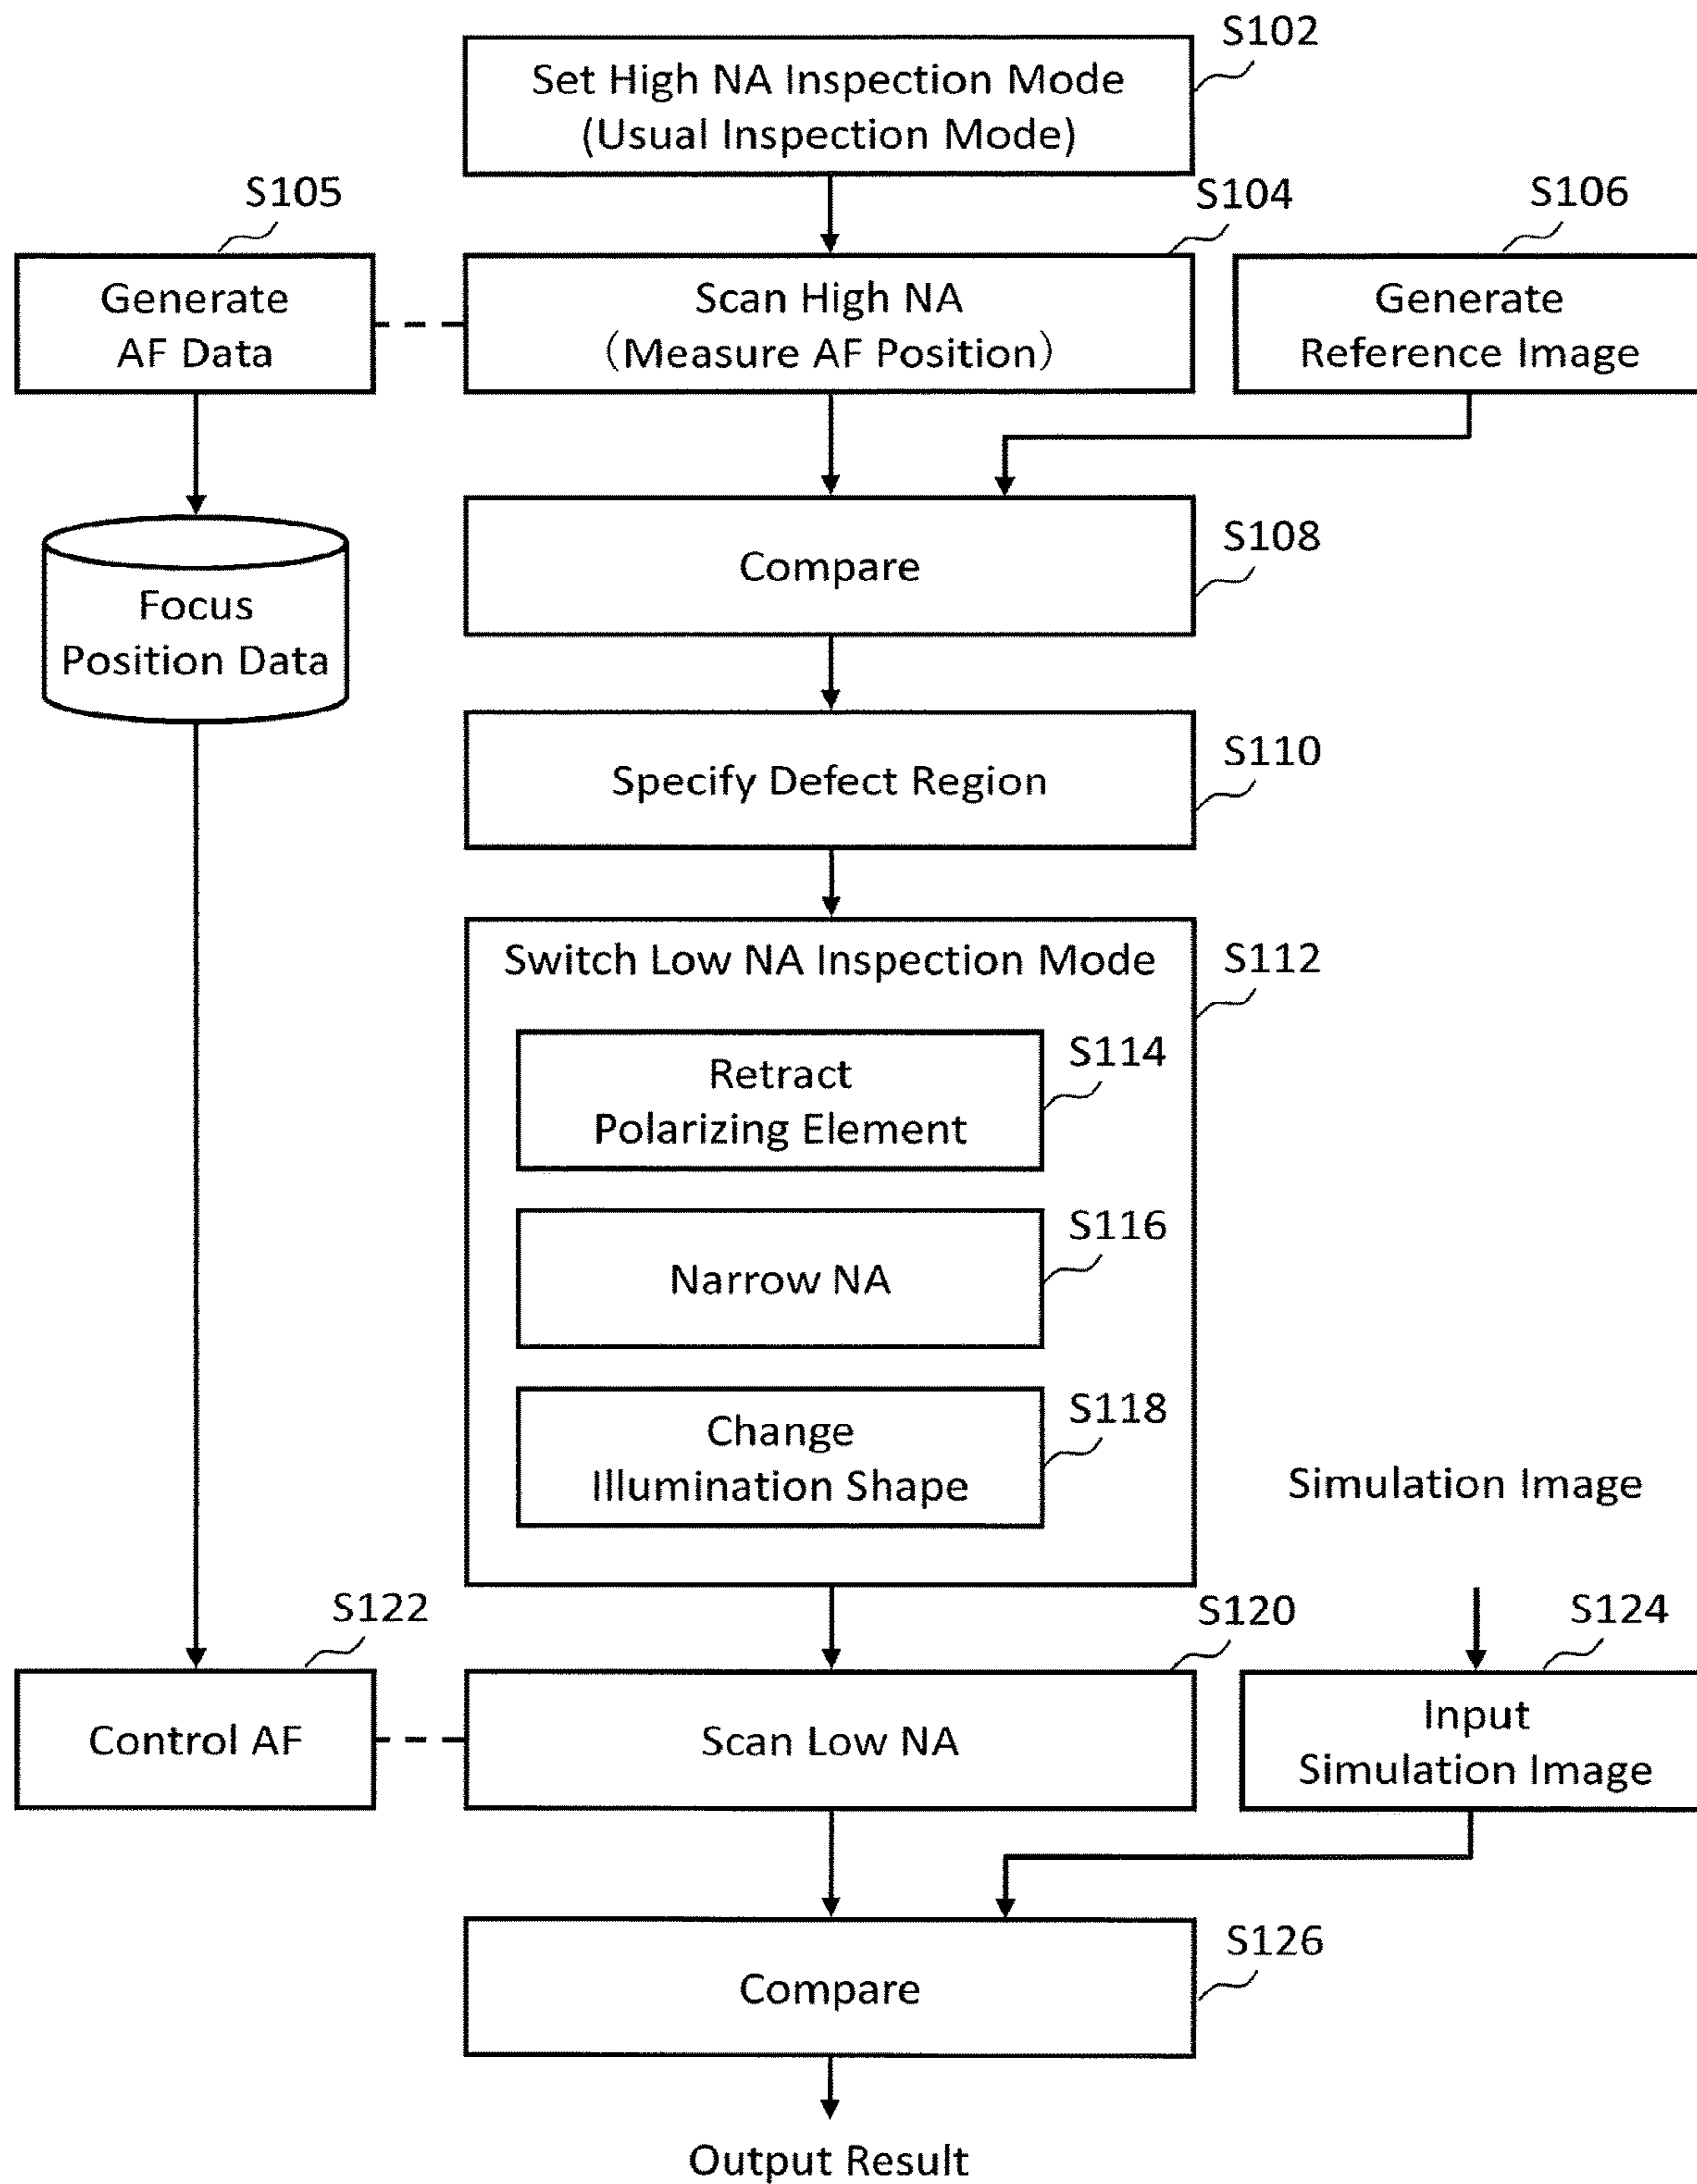 S102
Set High NA Inspection Mode
(Usual Inspection Mode)
S105
S104
S106
Generate
AF Data
Scan High NA
（Measure AF Position）
Generate
Reference Image
S108
Compare
Focus
Position Data
S110
Specify Defect Region
S112
Switch Low NA Inspection Mode
S114
Retract
Polarizing Element
S116
Narrow NA
S118
Change
Illumination Shape
Simulation Image
S122
S120
S124
Control AF
Scan Low NA
Input
Simulation Image
S126
Compare
Output Result